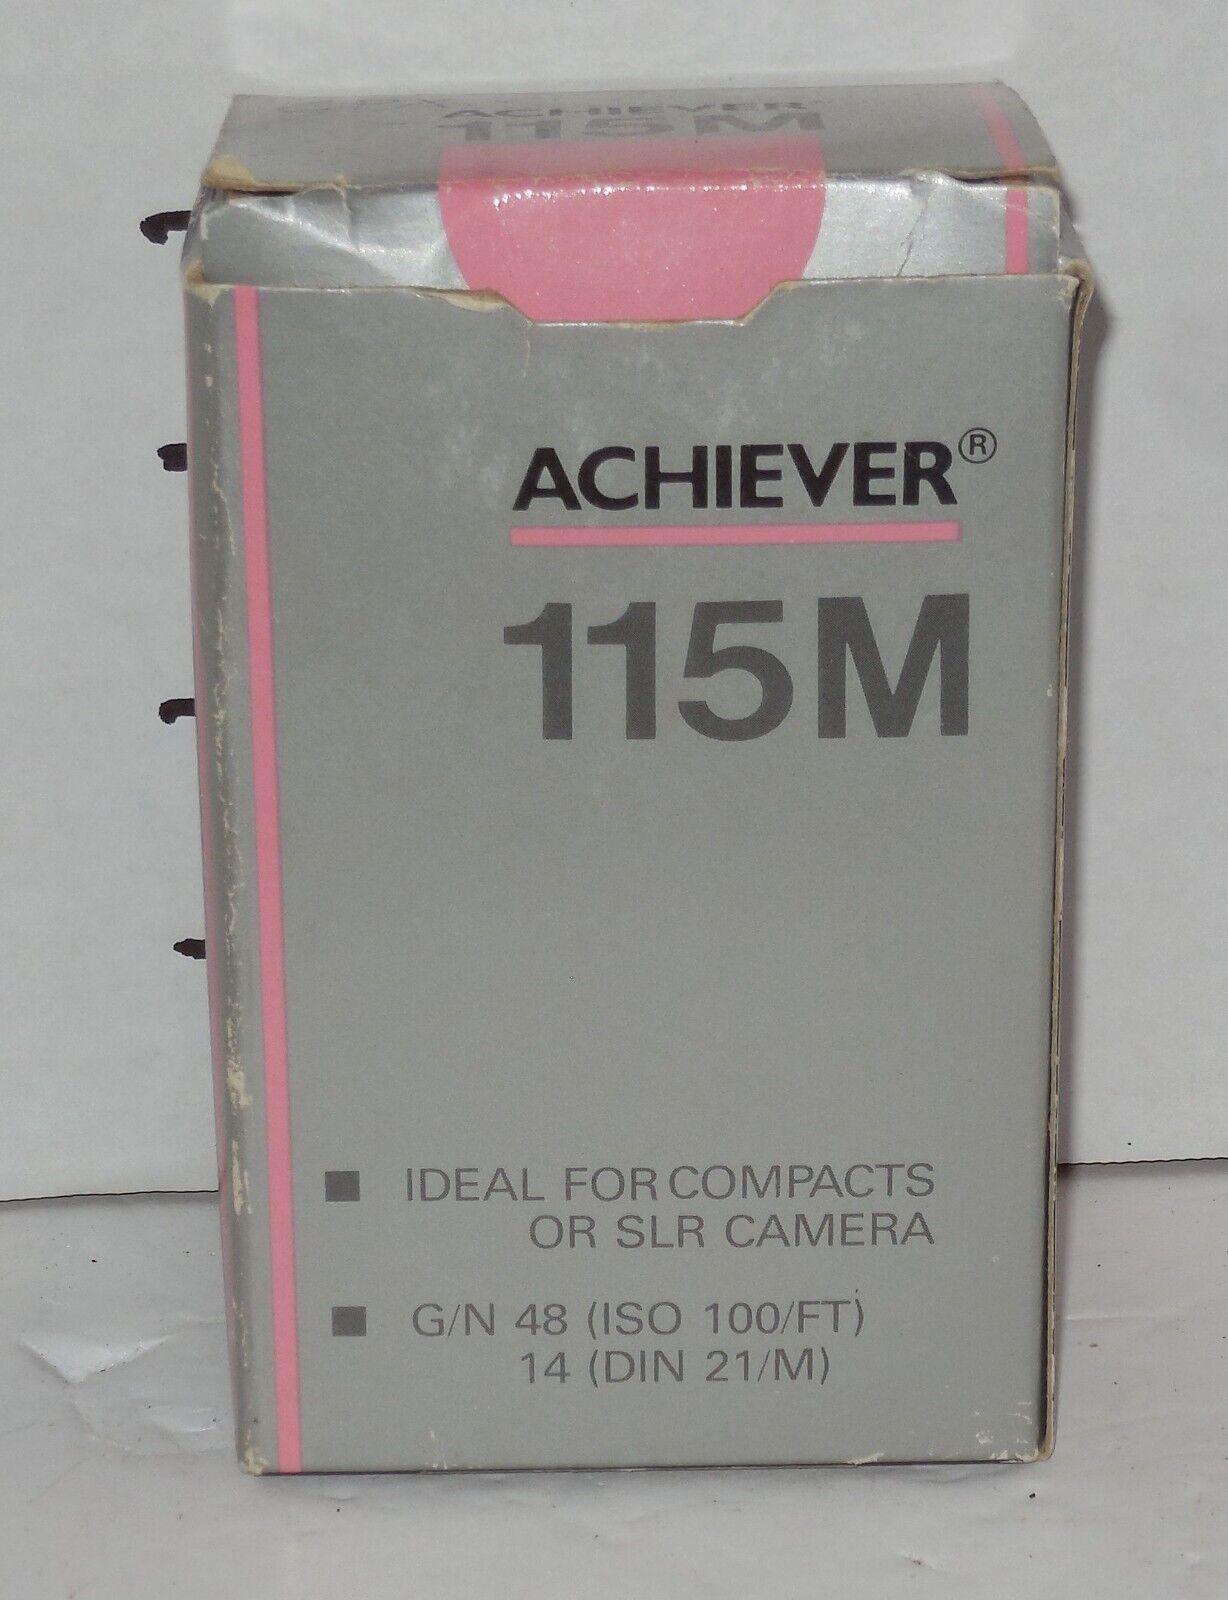 ACHIEVER
115M
ACHIEVER®
115M
■ IDEAL FOR COMPACTS
OR SLR CAMERA
■ G/N 48 (ISO 100/FT)
14 (DIN 21/M)